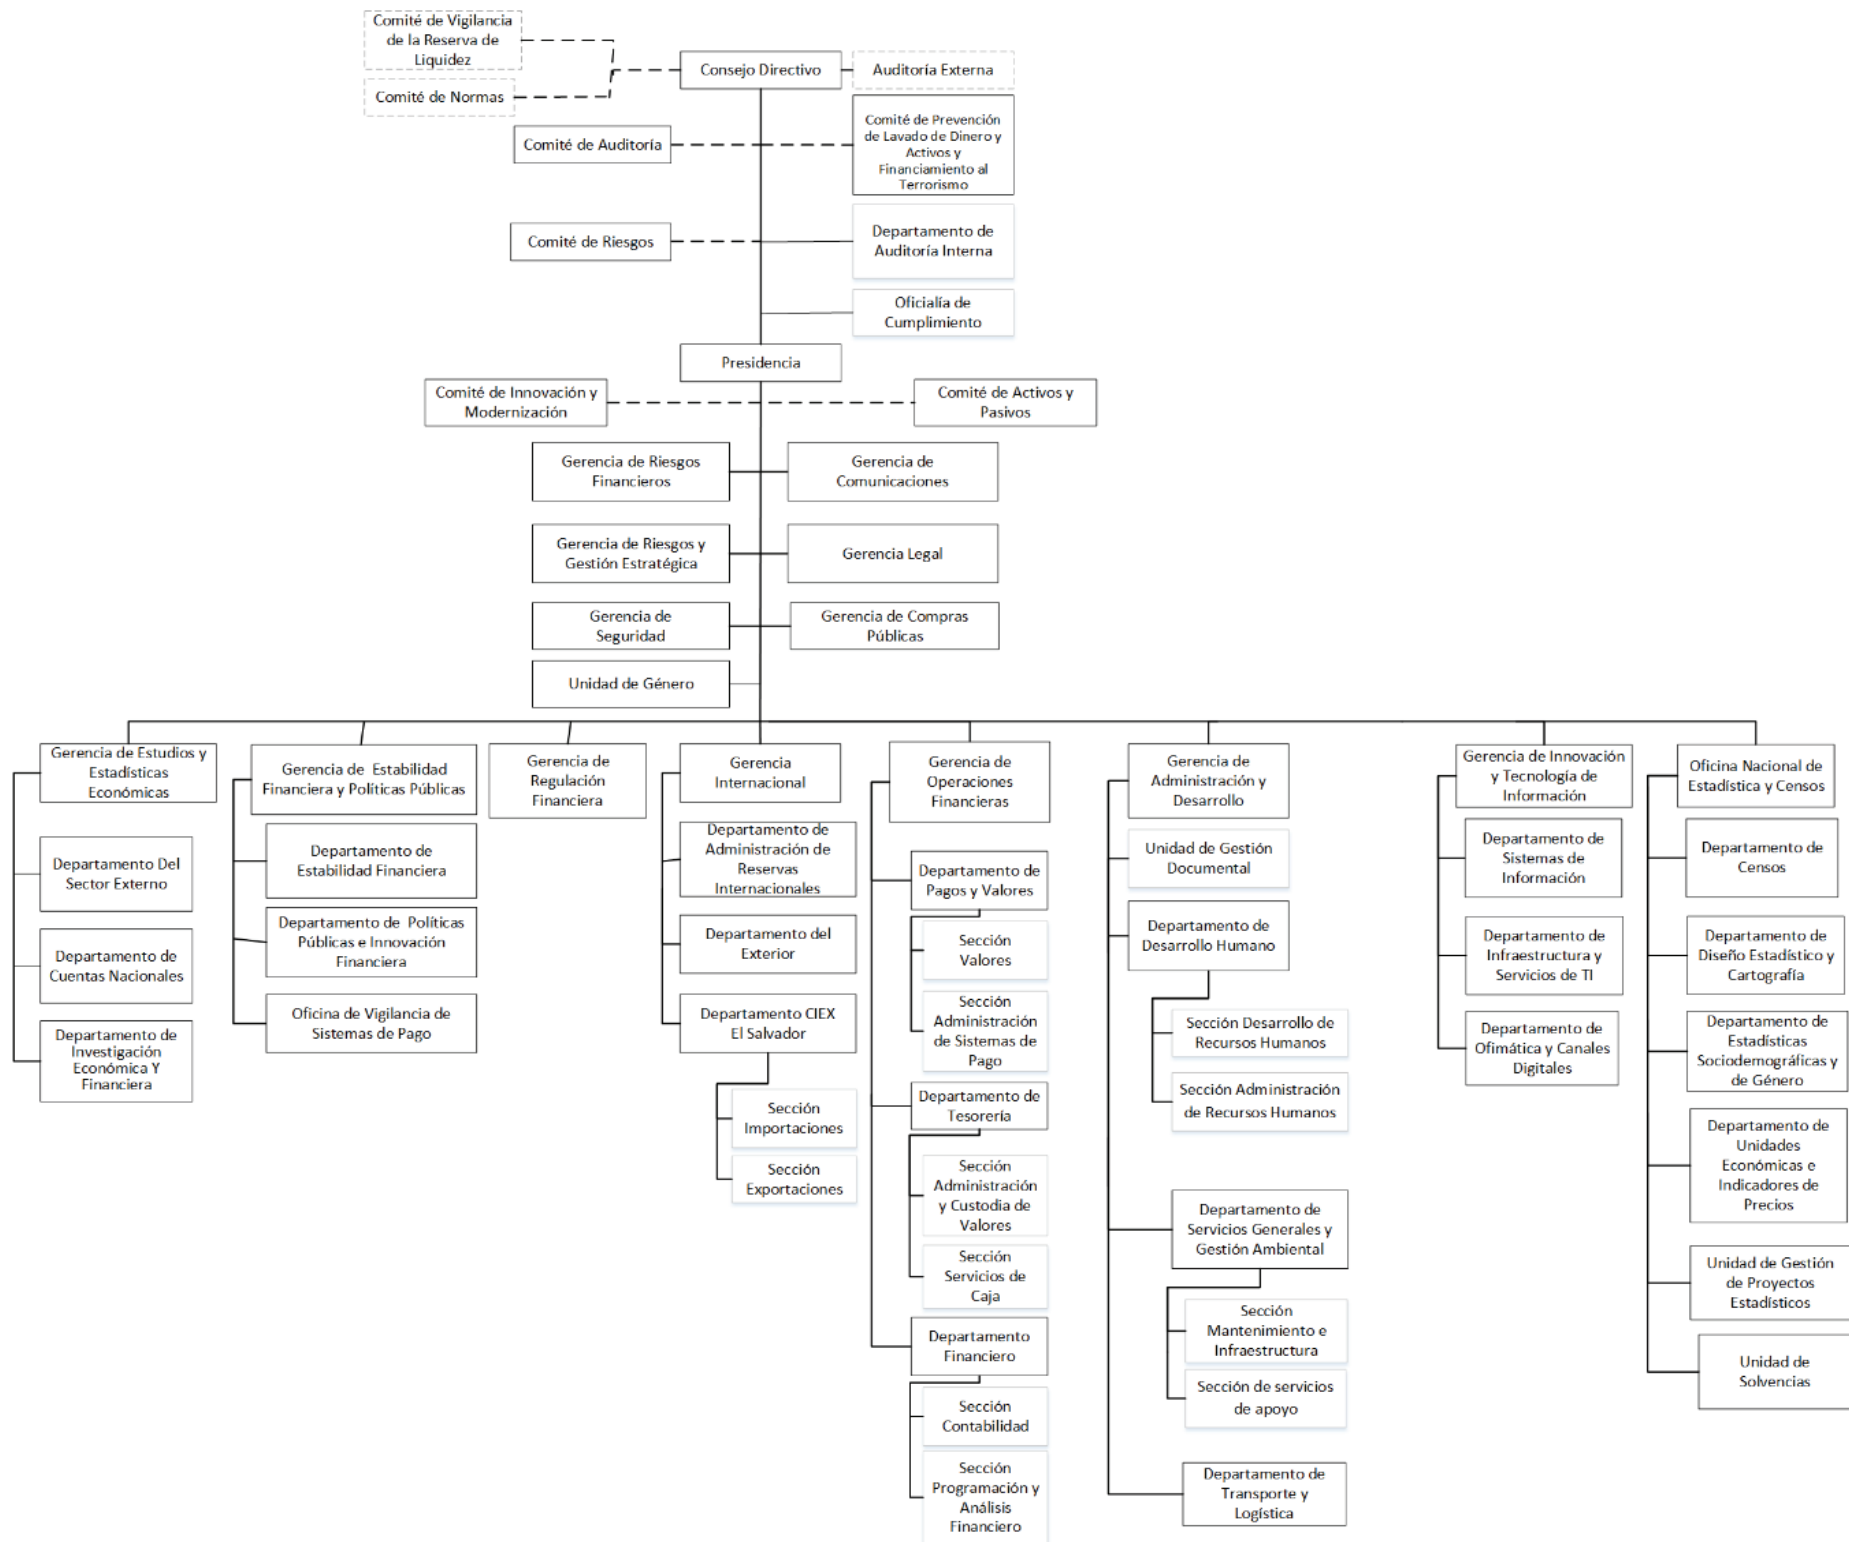 Comité de Vigilancia
de la Reserva de
Liquidez
Consejo Directivo
Auditoría Externa
Comité de Normas
Comité de Auditoría
Comité de Prevención
de Lavado de Dinero y
Activos y
Financiamiento al
Terrorismo
Comité de Riesgos
Departamento de
Auditoría Interna
Oficialía de
Cumplimiento
Presidencia
Comité de Innovación y
Modernización
Comité de Activos y
Pasivos
Gerencia de Riesgos
Financieros
Gerencia de
Comunicaciones
Gerencia de Riesgos y
Gestión Estratégica
Gerencia Legal
Gerencia de
Seguridad
Gerencia de Compras
Públicas
Unidad de Género
Gerencia de Estudios y
Estadísticas
Económicas
Departamento Del
Sector Externo
Departamento de
Cuentas Nacionales
Departamento de
Investigación
Económica Y
Financiera
Gerencia de Estabilidad
Financiera y Políticas Públicas
Departamento de
Estabilidad Financiera
Departamento de Políticas
Públicas e Innovación
Financiera
Oficina de Vigilancia de
Sistemas de Pago
Gerencia de
Regulación
Financiera
Gerencia
Internacional
Departamento de
Administración de
Reservas
Internacionales
Departamento del
Exterior
Departamento CIEX
El Salvador
Sección
Importaciones
Sección
Exportaciones
Gerencia de
Operaciones
Financieras
Departamento de
Pagos y Valores
Sección
Valores
Sección
Administración
de Sistemas de
Pago
Departamento de
Tesorería
Sección
Administración
y Custodia de
Valores
Sección
Servicios de
Caja
Departamento
Financiero
Sección
Contabilidad
Sección
Programación y
Análisis
Financiero
Gerencia de
Administración y
Desarrollo
Unidad de Gestión
Documental
Departamento de
Desarrollo Humano
Sección Desarrollo de
Recursos Humanos
Sección Administración
de Recursos Humanos
Departamento de
Servicios Generales y
Gestión Ambiental
Sección
Mantenimiento e
Infraestructura
Sección de servicios
de apoyo
Departamento de
Transporte y
Logística
Gerencia de Innovación
y Tecnología de
Información
Departamento de
Sistemas de
Información
Departamento de
Infraestructura y
Servicios de TI
Departamento de
Ofimática y Canales
Digitales
Oficina Nacional de
Estadística y Censos
Departamento de
Censos
Departamento de
Diseño Estadístico y
Cartografía
Departamento de
Estadísticas
Sociodemográficas y
de Género
Departamento de
Unidades
Económicas e
Indicadores de
Precios
Unidad de Gestión
de Proyectos
Estadísticos
Unidad de
Solvencias